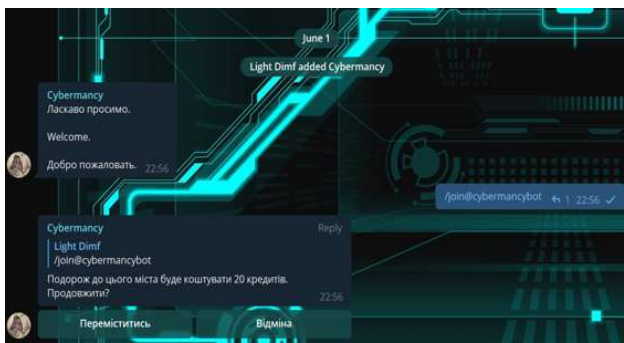 June 1
Light Dimf added Cybermancy
Cybermancy
Ласкаво просимо.
Welcome.
Добро пожаловать. 22:56
/join@cybermancybot 1 22:56
Cybermancy Reply
Light Dimf
/join@cybermancybot
Подорож до цього міста буде коштувати 20 кредитів.
Продовжити?
22:56
Переміститись Відміна